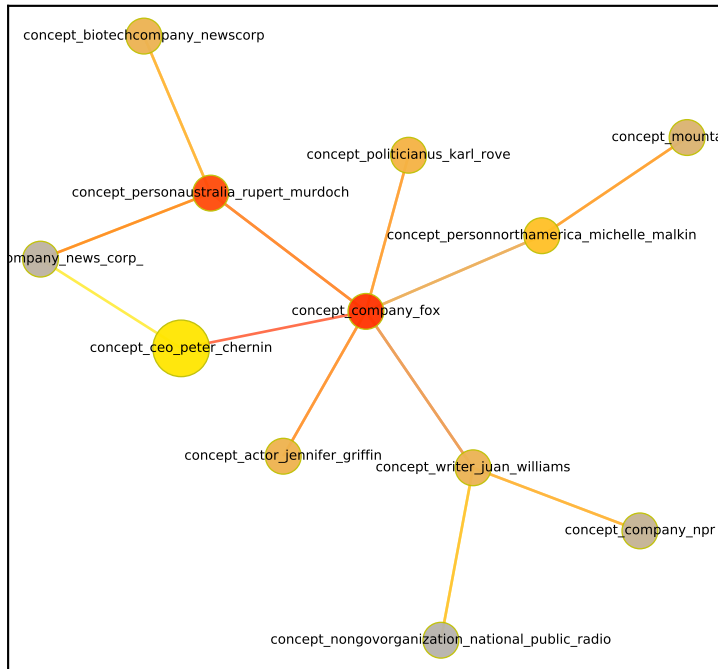 concept_biotechcompany_newscorp
concept_mounta
concept_politicianus_karl_rove
concept_personaustralia_rupert_murdoch
concept_personnorthamerica_michelle_malkin
ompany_news_corp_
concept_company_fox
concept_ceo_peter_chernin
concept_actor_jennifer_griffin
concept_writer_juan_williams
concept_company_npr
concept_nongovorganization_national_public_radio